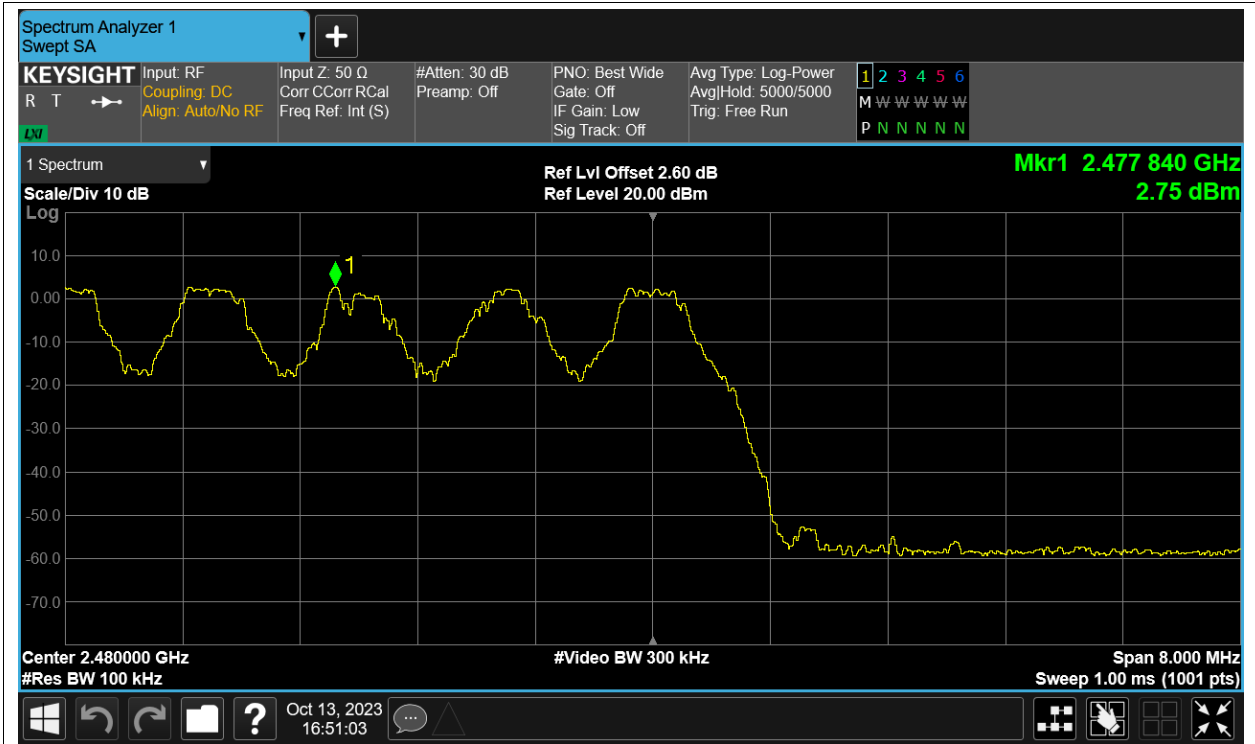 Spectrum Analyzer 1
Swept SA
+
KEYSIGHT
R T
LXI
Input: RF
Coupling: DC
Align: Auto/No RF
Input Z: 50 Ω
Corr CCorr RCal
Freq Ref: Int (S)
#Atten: 30 dB
Preamp: Off
PNO: Best Wide
Gate: Off
IF Gain: Low
Sig Track: Off
Avg Type: Log-Power
Avg|Hold: 5000/5000
Trig: Free Run
1 2 3 4 5 6
M W W W W W
P N N N N N
1 Spectrum
Scale/Div 10 dB
Log
Ref Lvl Offset 2.60 dB
Ref Level 20.00 dBm
Mkr1 2.477 840 GHz
2.75 dBm
1
10.0
0.00
-10.0
-20.0
-30.0
-40.0
-50.0
-60.0
-70.0
Center 2.480000 GHz
#Res BW 100 kHz
#Video BW 300 kHz
Span 8.000 MHz
Sweep 1.00 ms (1001 pts)
?
Oct 13, 2023
16:51:03